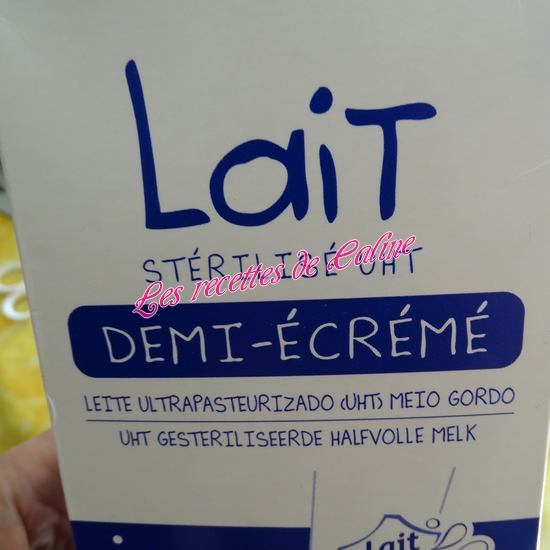 Lait
STÉRILISÉ UHT
Les recettes de Caline
DEMI-ÉCRÉMÉ
LEITE ULTRAPASTEURIZADO (UHT) MEIO GORDO
UHT GESTERILISEERDE HALFVOLLE MELK
Lait